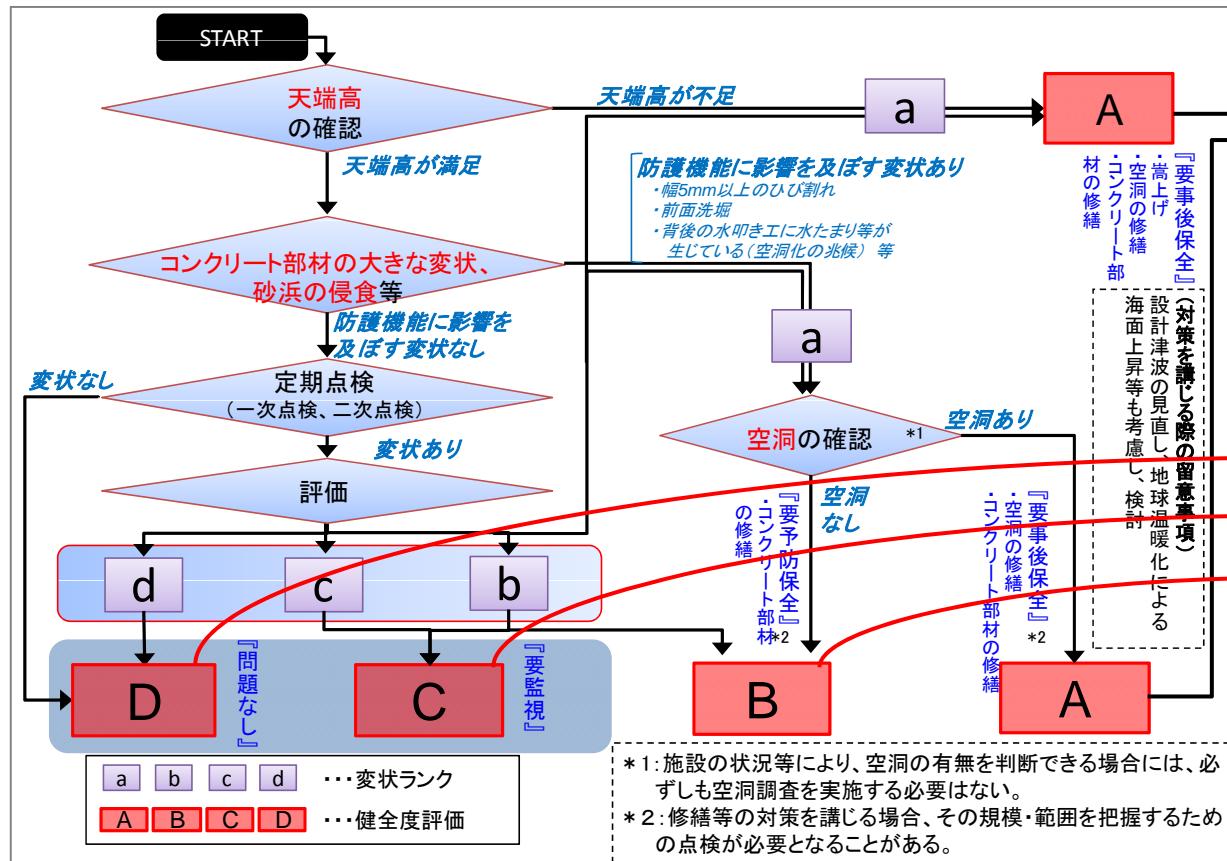 START
天端高
の確認
天端高が不足
a
A
天端高が満足
『要事後保全』
・嵩上げ
・空洞の修繕
・コンクリート部
材の修繕
防護機能に影響を及ぼす変状あり
・幅5mm以上のひび割れ
・前面洗堀
・背後の水叩き工に水たまり等が
生じている(空洞化の兆候) 等
コンクリート部材の大きな変状、
砂浜の侵食等
a
防護機能に影響を
及ぼす変状なし
(対策を講じる際の留意事項)
設計津波の見直し、地球温暖化による
海面上昇等も考慮し、検討
変状なし
定期点検
(一次点検、二次点検)
空洞の確認 *1
空洞あり
変状あり
評価
空洞
なし
『要予防保全』*2
・コンクリート部材
の修繕
『要事後保全』*2
・空洞の修繕
・コンクリート部材の修繕
d
c
b
D
『問題なし』
C
『要監視』
B
A
a b c d ・・・変状ランク
A B C D ・・・健全度評価
*1:施設の状況等により、空洞の有無を判断できる場合には、必
ずしも空洞調査を実施する必要はない。
*2:修繕等の対策を講じる場合、その規模・範囲を把握するため
の点検が必要となることがある。